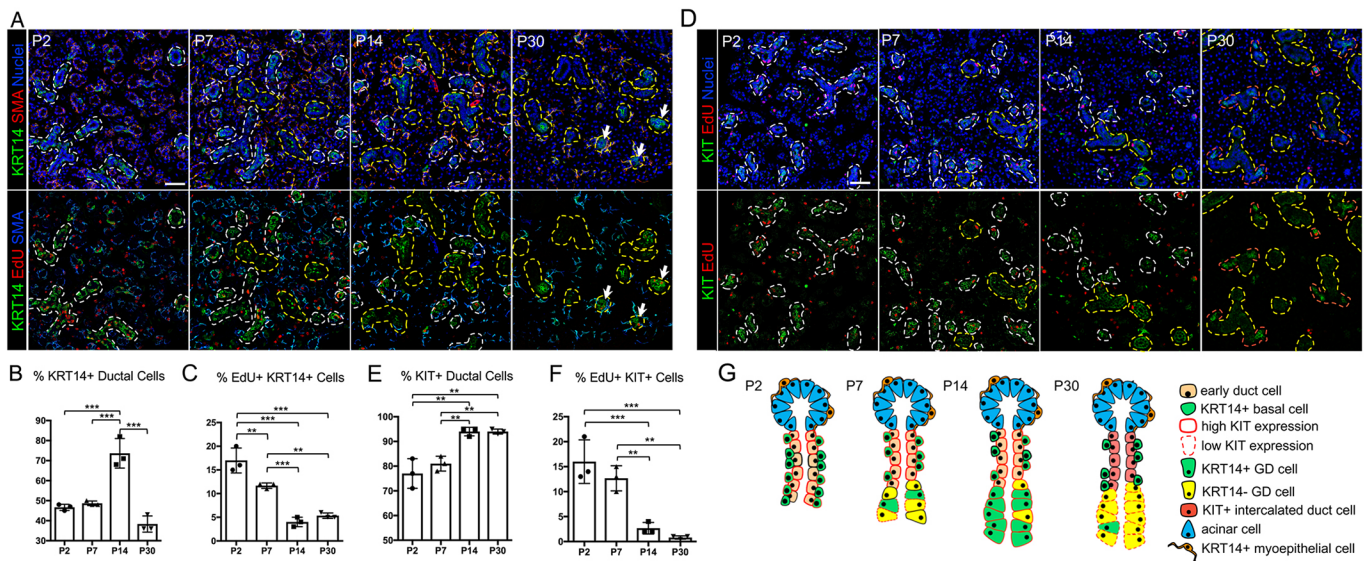 A
KRT14 SMA Nuclei
P2
P7
P14
P30
KRT14 EdU SMA
D
KIT EdU Nuclei
P2
P7
P14
P30
KIT EdU
B
% KRT14+ Ductal Cells
***
***
***
90
80
70
60
50
40
30
P2 P7 P14 P30
C
% EdU+ KRT14+ Cells
***
***
**
**
***
25
20
15
10
5
0
P2 P7 P14 P30
E
% KIT+ Ductal Cells
**
**
**
**
100
90
80
70
60
50
P2 P7 P14 P30
F
% EdU+ KIT+ Cells
***
***
**
**
25
20
15
10
5
0
P2 P7 P14 P30
G
P2
P7
P14
P30
early duct cell
KRT14+ basal cell
high KIT expression
low KIT expression
KRT14+ GD cell
KRT14- GD cell
KIT+ intercalated duct cell
acinar cell
KRT14+ myoepithelial cell